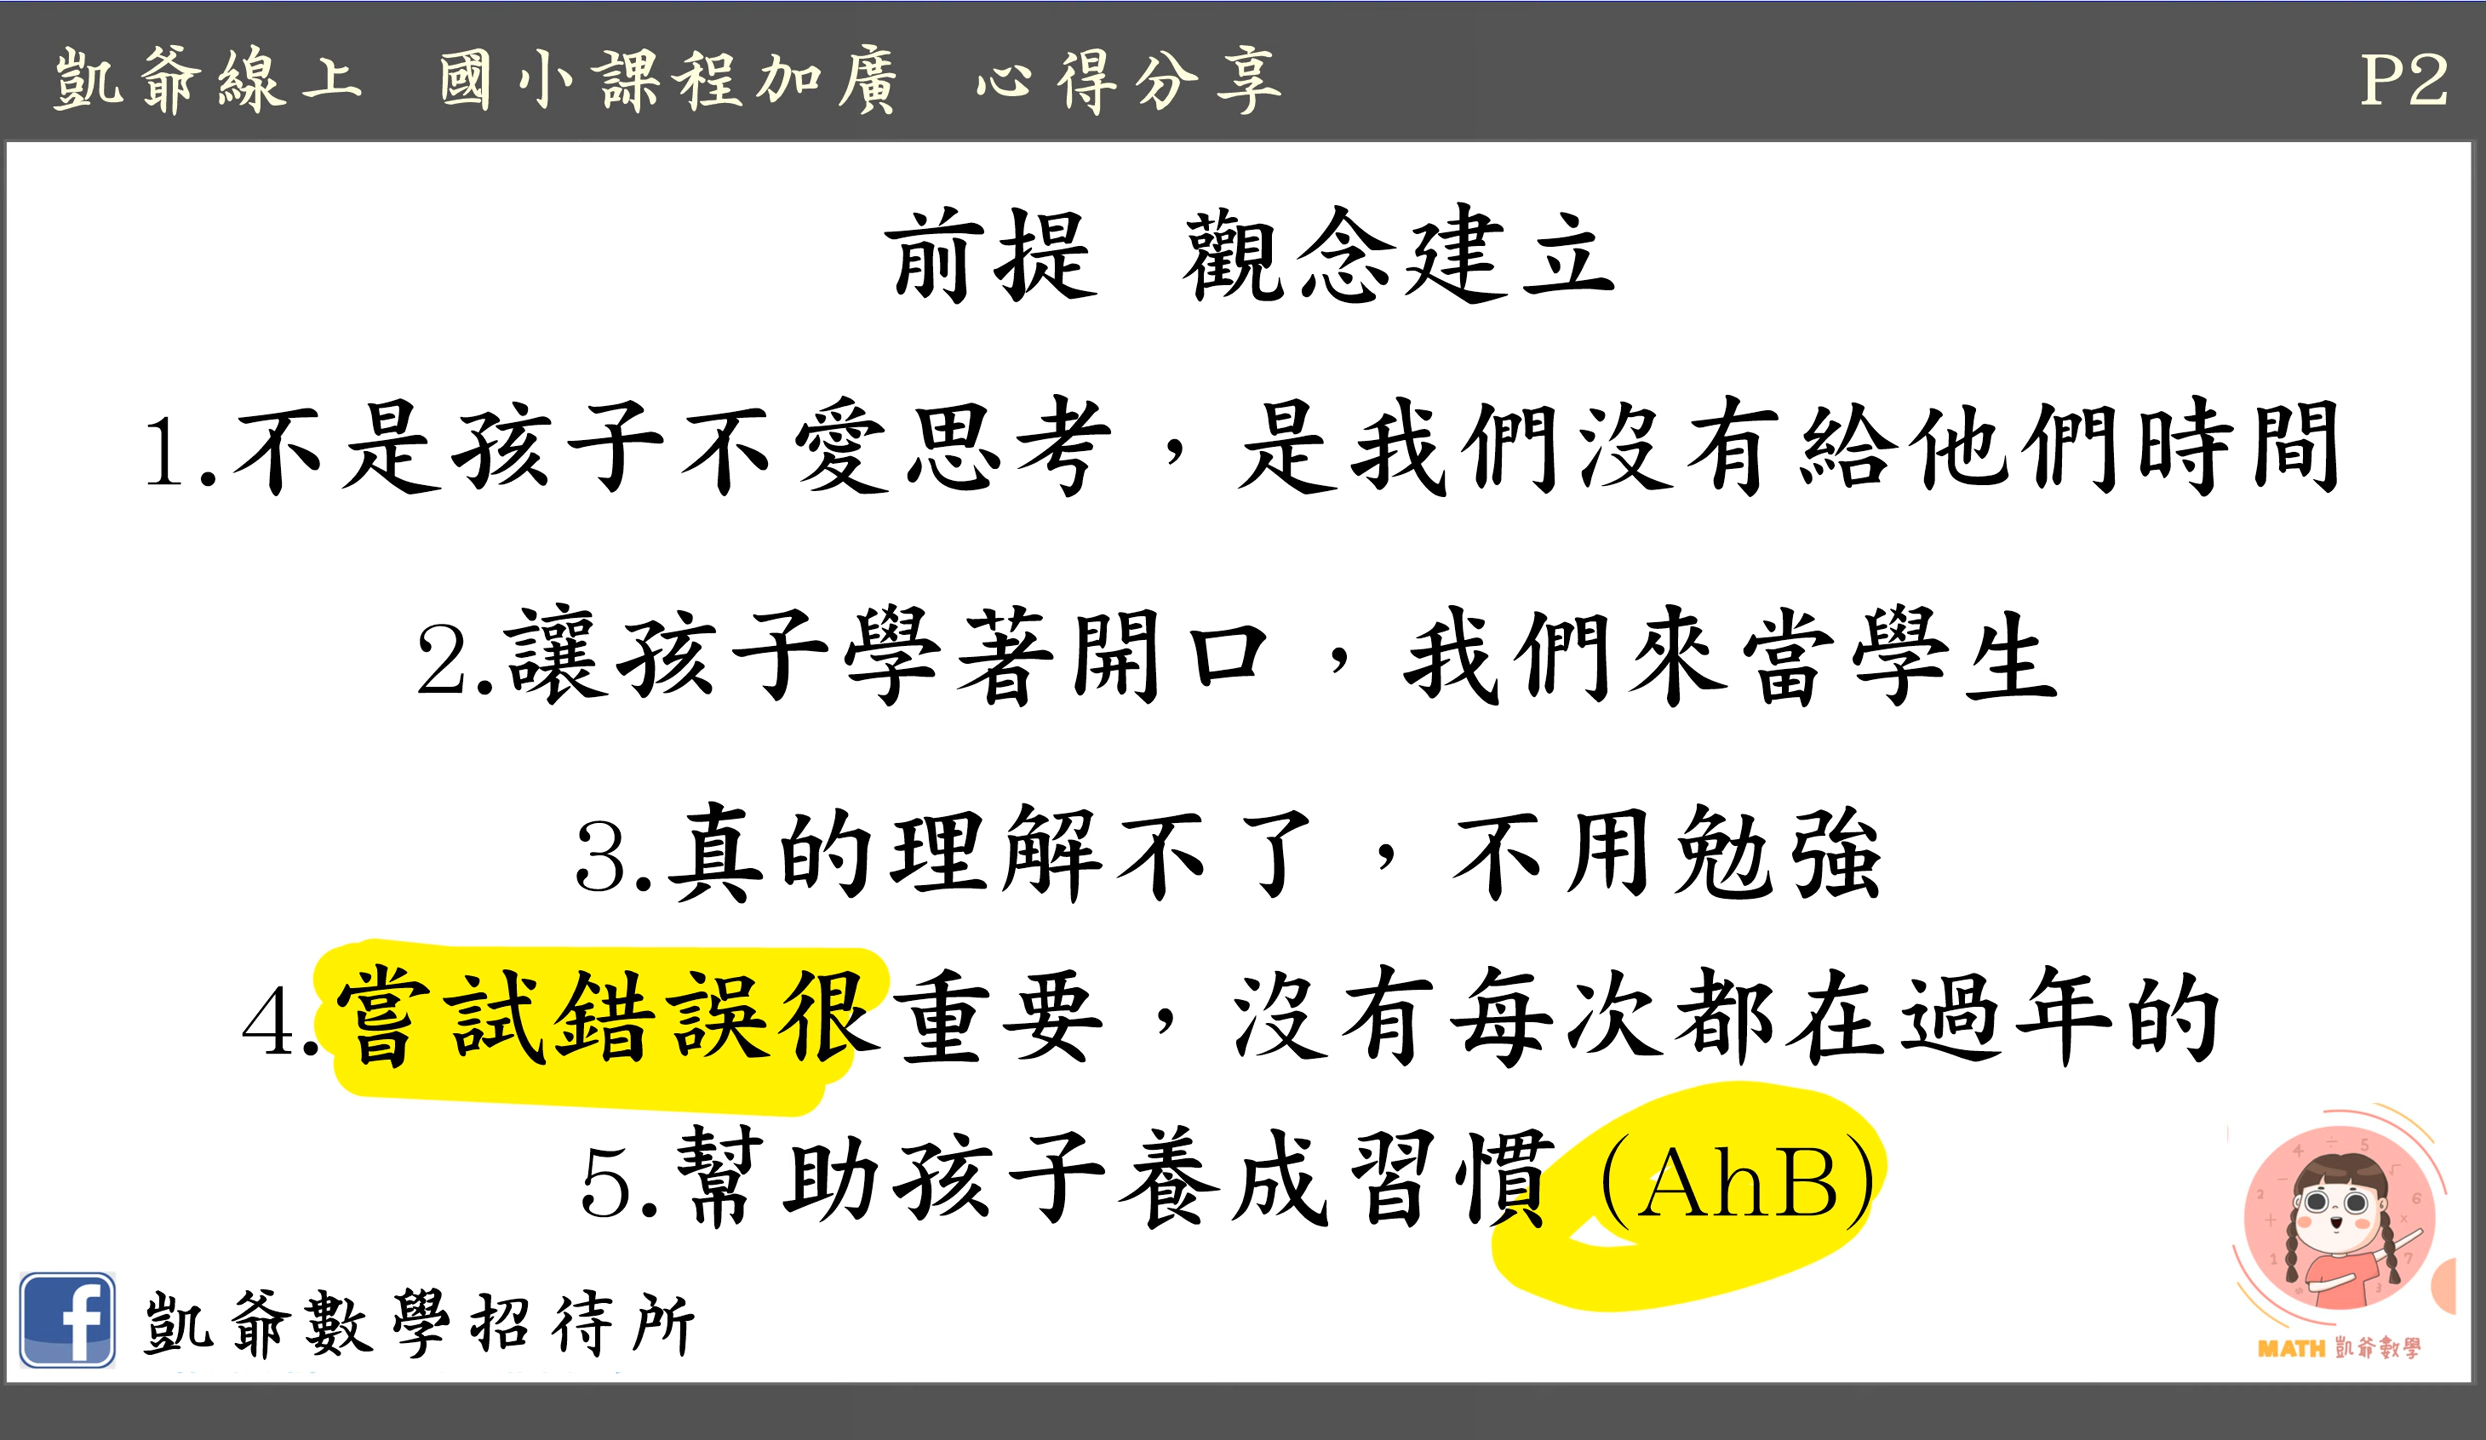 凱爺線上 國小課程加廣 心得分享 P2
前提 觀念建立
1.不是孩子不愛思考，是我們沒有給他們時間
2.讓孩子學著開口，我們來當學生
3.真的理解不了，不用勉強
4.嘗試錯誤很重要，沒有每次都在過年的
5.幫助孩子養成習慣(AhB)
f 凱爺數學招待所
MATH 凱爺數學